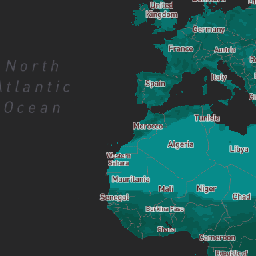 United
Kingdom
Germany
North
Atlantic
Ocean
France
Austria
Spain
Italy
Morocco
Tunisia
Algeria
Libya
Western
Sahara
Mauritania
Mali
Niger
Chad
Senegal
Burkina Faso
Ghana
Cameroon